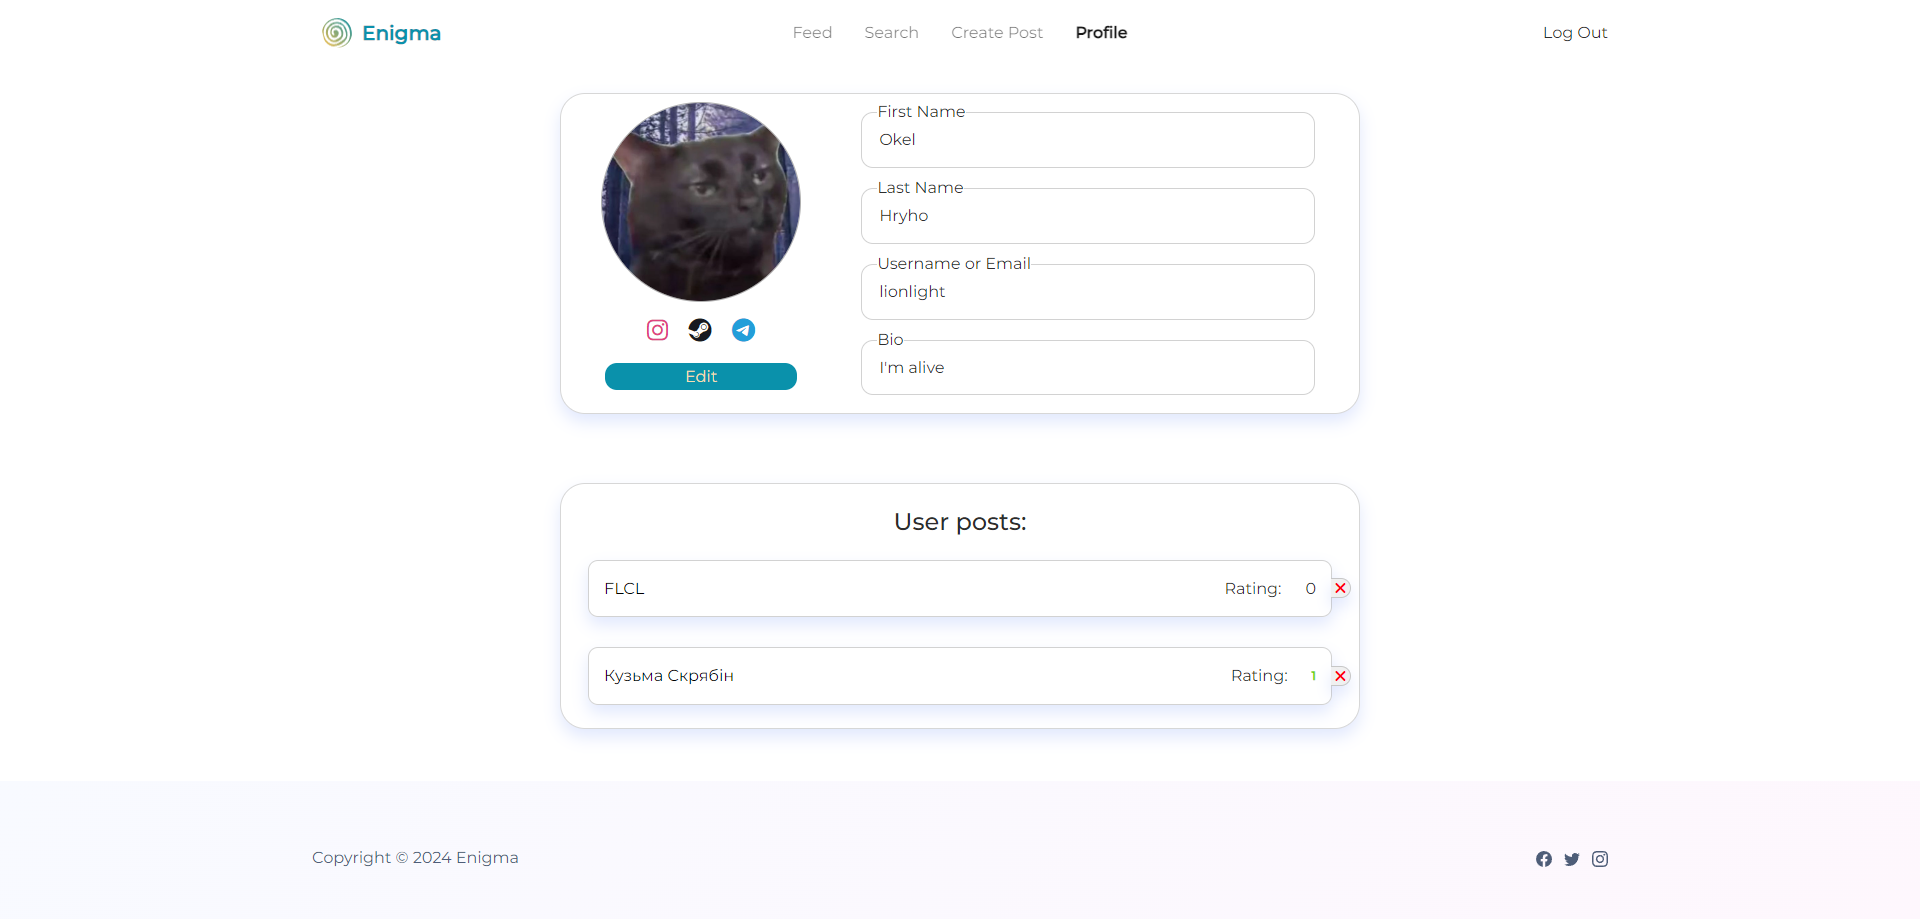 Enigma
Feed Search Create Post Profile
Log Out
First Name
Okel
Last Name
Hryho
Username or Email
lionlight
Bio
I'm alive
Edit
User posts:
FLCL Rating: 0
Кузьма Скрябін Rating: 1
Copyright © 2024 Enigma